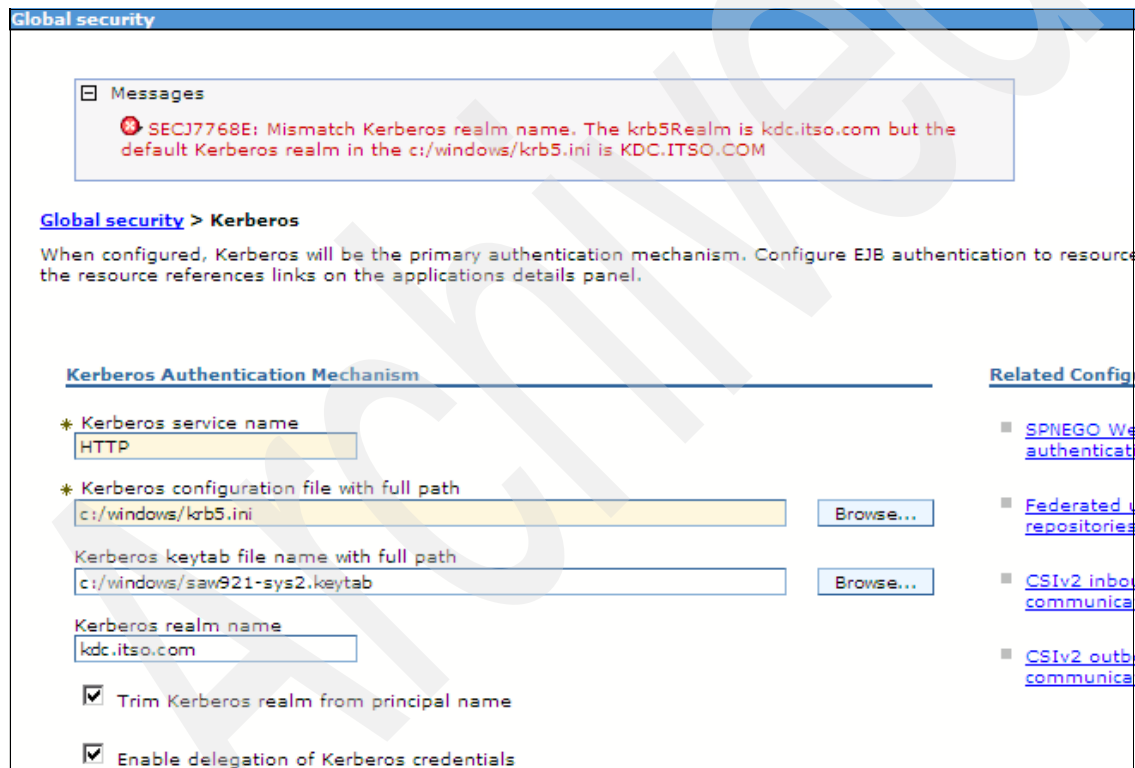 Global security
Messages
SECJ7768E: Mismatch Kerberos realm name. The krb5Realm is kdc.itso.com but the
default Kerberos realm in the c:/windows/krb5.ini is KDC.ITSO.COM
Global security > Kerberos
When configured, Kerberos will be the primary authentication mechanism. Configure EJB authentication to resource
the resource references links on the applications details panel.
Kerberos Authentication Mechanism
Kerberos service name
HTTP
Kerberos configuration file with full path
c:/windows/krb5.ini
Browse...
Kerberos keytab file name with full path
c:/windows/saw921-sys2.keytab
Browse...
Kerberos realm name
kdc.itso.com
Trim Kerberos realm from principal name
Enable delegation of Kerberos credentials
Related Config
SPNEGO We
authenticati
Federated u
repositories
CSIv2 inbou
communica
CSIv2 outb
communica
Archived